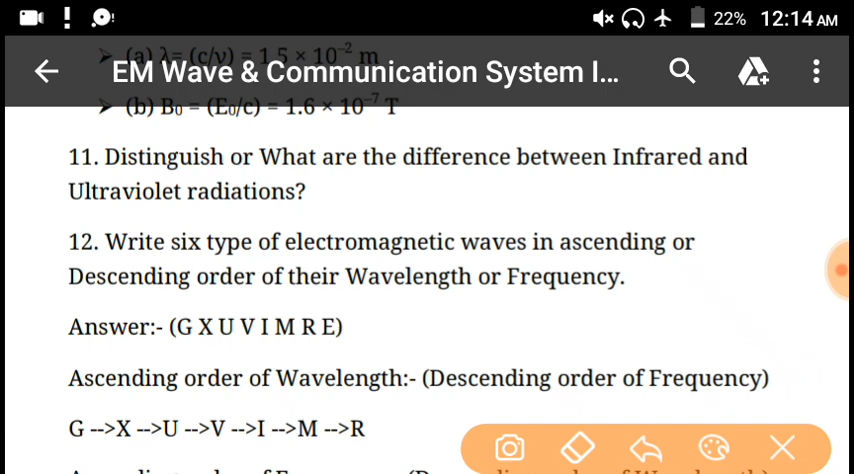 22% 12:14 AM
(a) λ= (c/ν) = 1.5 × 10⁻² m
EM Wave & Communication System I...
(b) B₀ = (E₀/c) = 1.6 × 10⁻⁷ T
11. Distinguish or What are the difference between Infrared and
Ultraviolet radiations?
12. Write six type of electromagnetic waves in ascending or
Descending order of their Wavelength or Frequency.
Answer:- (G X U V I M R E)
Ascending order of Wavelength:- (Descending order of Frequency)
G -->X -->U -->V -->I -->M -->R